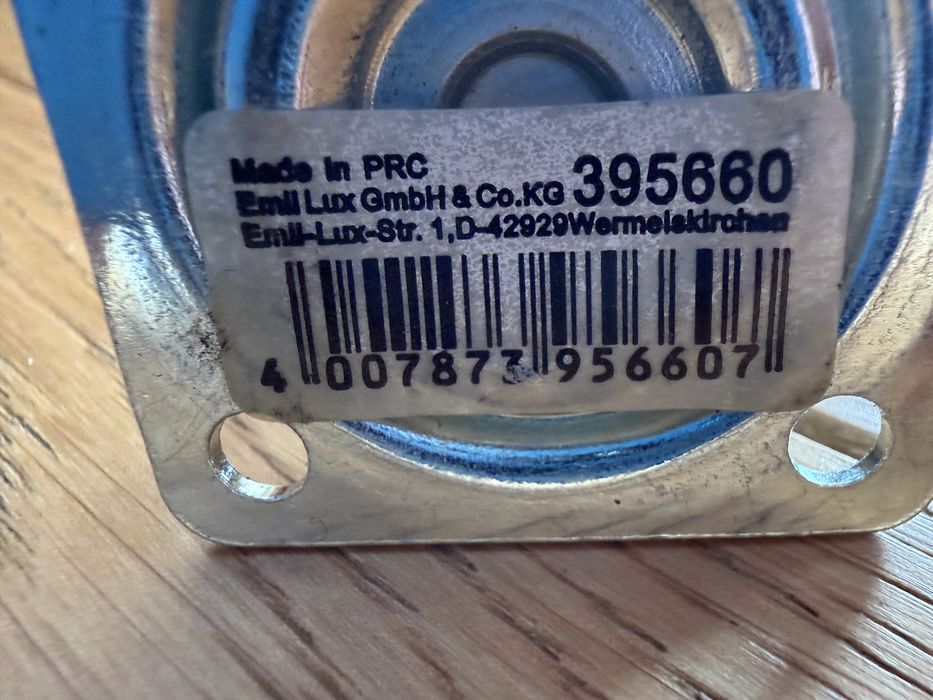 Made in PRC
Emil Lux GmbH & Co.KG 395660
Emil-Lux-Str. 1,D-42929Wermelskirchen
4 007873 956607